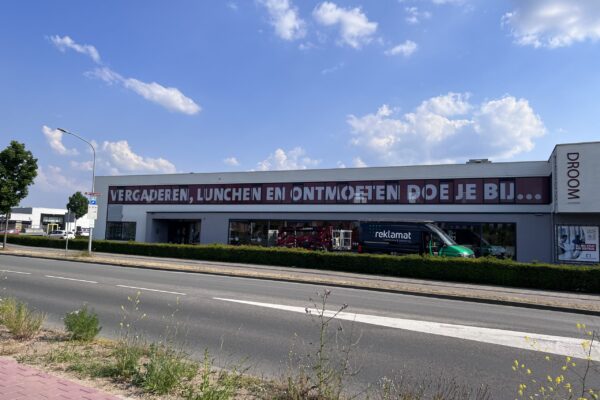 VERGADEREN, LUNCHEN EN ONTMOETEN DOE JE BIJ...
DROOM
reklamat